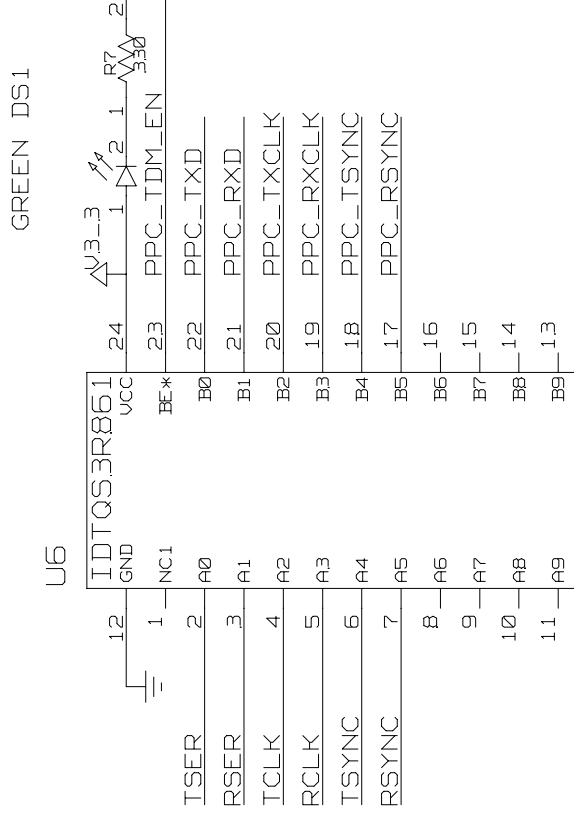 GREEN DS1
U6
IDTQS3R861
V3_3
1
2
1
R7
330
2
12
GND
VCC
24
1
NC1
BE*
23
PPC_TDM_EN
TSER
2
A0
B0
22
PPC_TXD
RSER
3
A1
B1
21
PPC_RXD
TCLK
4
A2
B2
20
PPC_TXCLK
RCLK
5
A3
B3
19
PPC_RXCLK
TSYNC
6
A4
B4
18
PPC_TSYNC
RSYNC
7
A5
B5
17
PPC_RSYNC
8
A6
B6
16
9
A7
B7
15
10
A8
B8
14
11
A9
B9
13